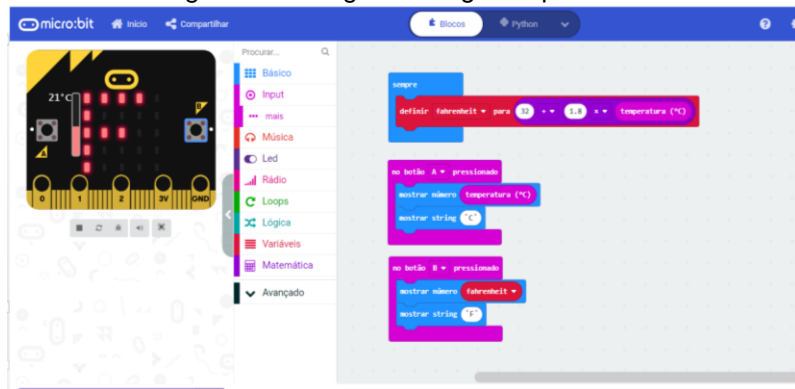 micro:bit Início Compartilhar Blocos Python
Procurar...
Básico
Input
mais
Música
Led
Rádio
Loops
Lógica
Variáveis
Matemática
Avançado
21°C
B
A
0 1 2 3V GND
sempre
definir fahrenheit para 32 + 1.8 × temperatura (°C)
no botão A pressionado
mostrar número temperatura (°C)
mostrar string "C"
no botão B pressionado
mostrar número fahrenheit
mostrar string "F"